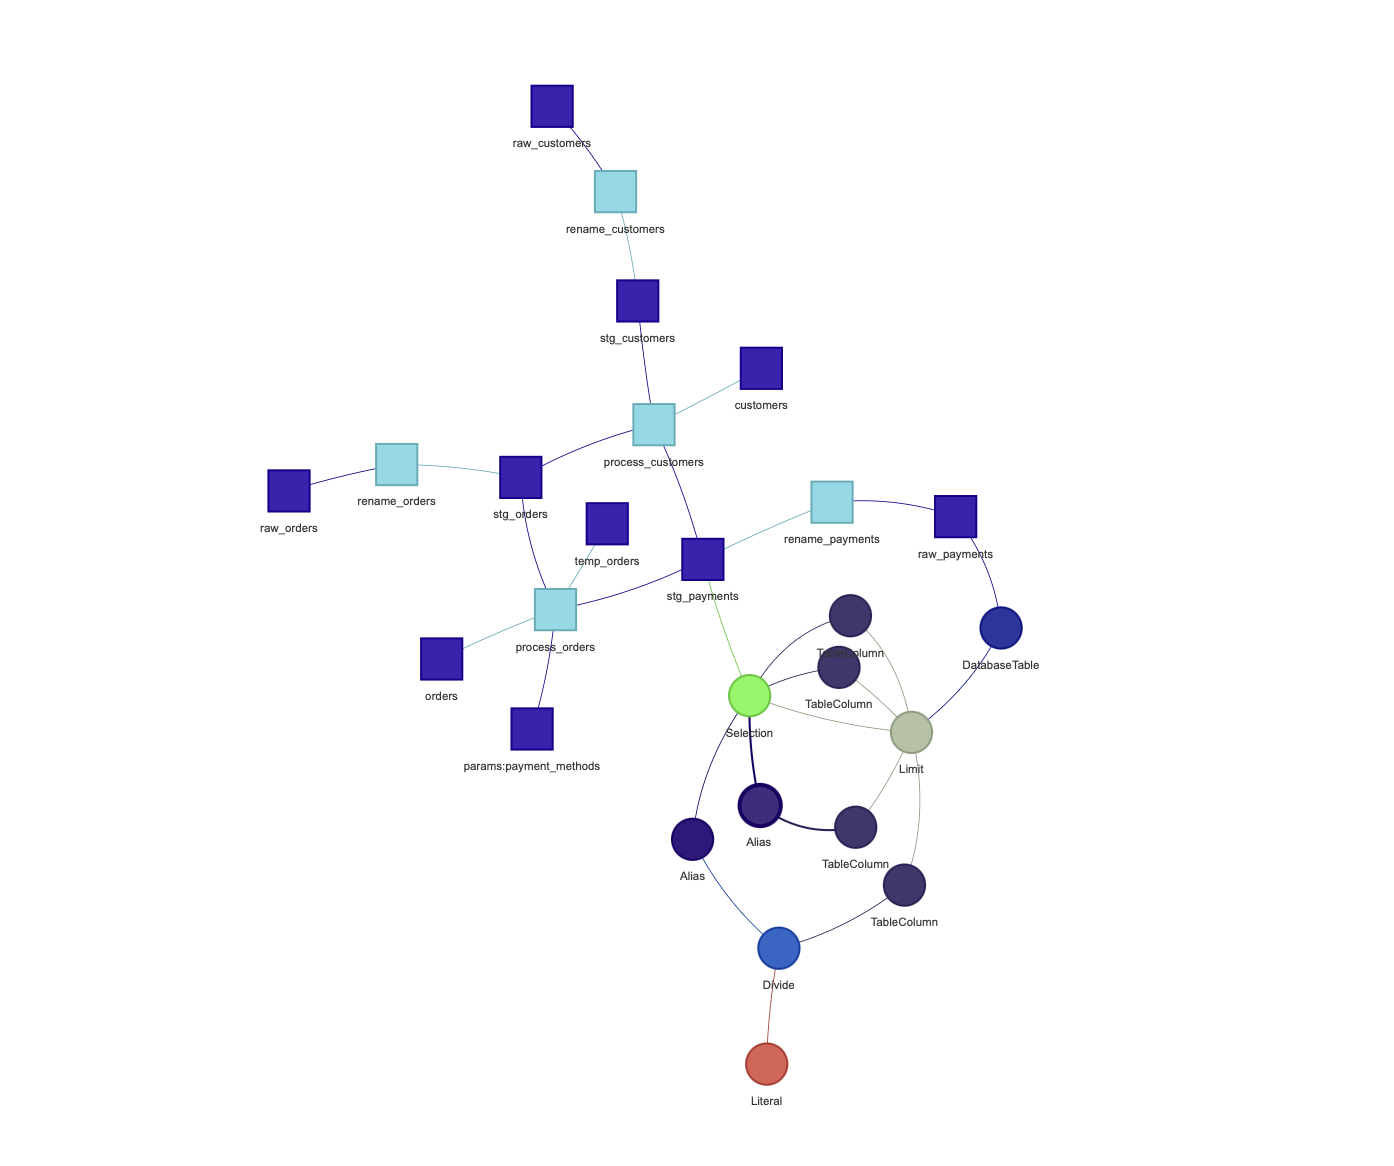 raw_customers
rename_customers
stg_customers
customers
process_customers
rename_orders
raw_orders
stg_orders
temp_orders
rename_payments
raw_payments
stg_payments
process_orders
orders
params:payment_methods
TableColumn
DatabaseTable
TableColumn
Selection
Limit
Alias
TableColumn
Alias
TableColumn
Divide
Literal